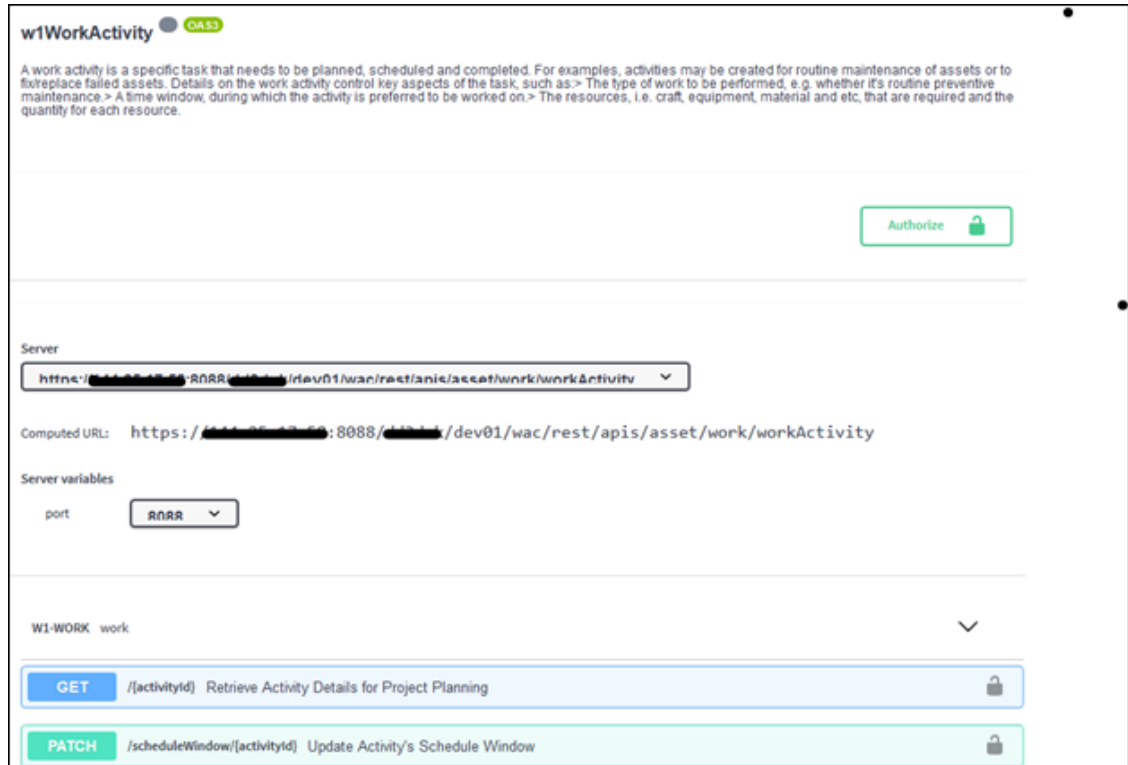 w1WorkActivity OAS3
A work activity is a specific task that needs to be planned, scheduled and completed. For examples, activities may be created for routine maintenance of assets or to
fix/replace failed assets. Details on the work activity control key aspects of the task, such as:> The type of work to be performed, e.g. whether it's routine preventive
maintenance.> A time window, during which the activity is preferred to be worked on.> The resources, i.e. craft, equipment, material and etc, that are required and the
quantity for each resource.
Authorize
Server
https:/ :8088/ /dev01/wac/rest/apis/asset/work/workActivity
Computed URL: https:/ :8088/ /dev01/wac/rest/apis/asset/work/workActivity
Server variables
port 8088
W1-WORK work
GET /{activityId} Retrieve Activity Details for Project Planning
PATCH /scheduleWindow/{activityId} Update Activity's Schedule Window